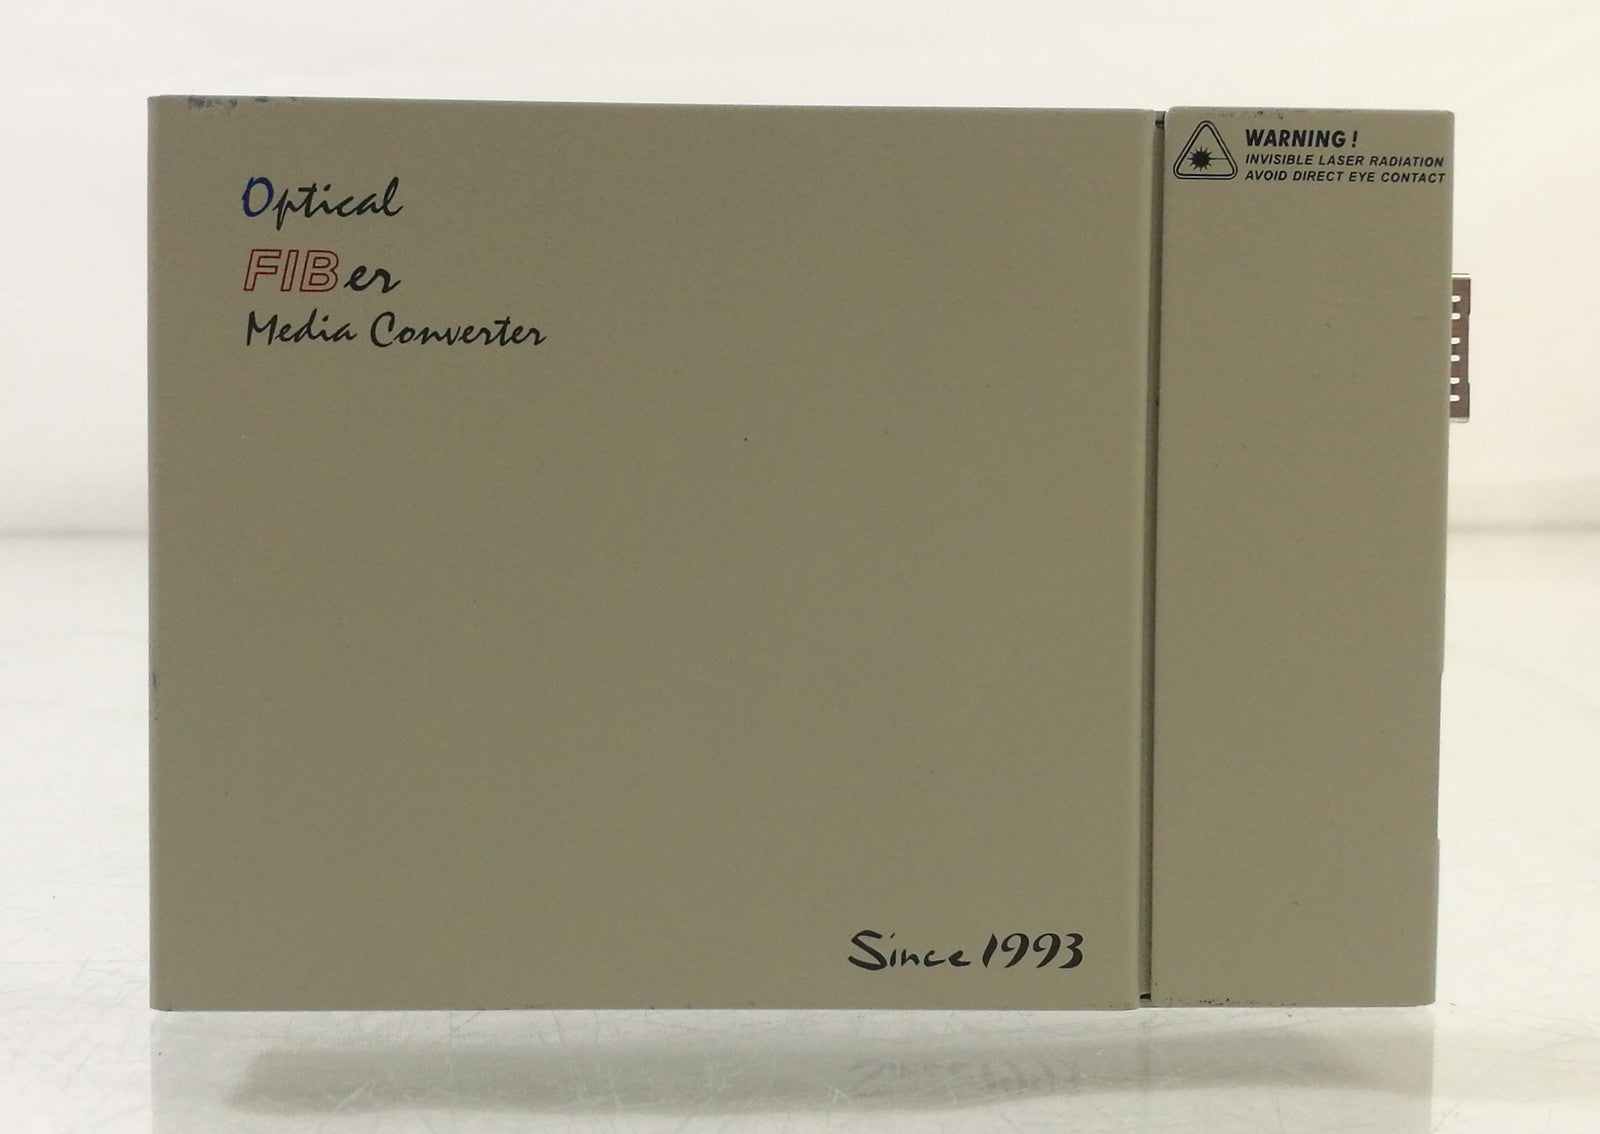 Optical
FIBer
Media Converter
WARNING!
INVISIBLE LASER RADIATION
AVOID DIRECT EYE CONTACT
Since 1993